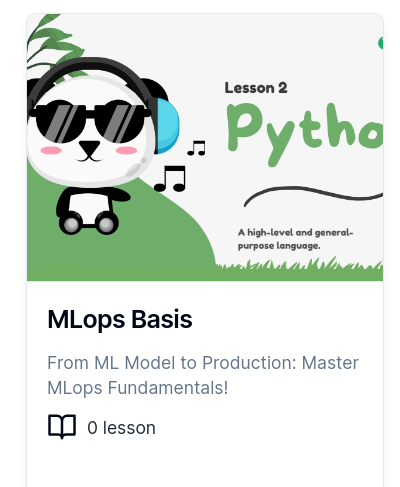 Lesson 2
Pytho
A high-level and general-
purpose language.
MLops Basis
From ML Model to Production: Master
MLops Fundamentals!
0 lesson